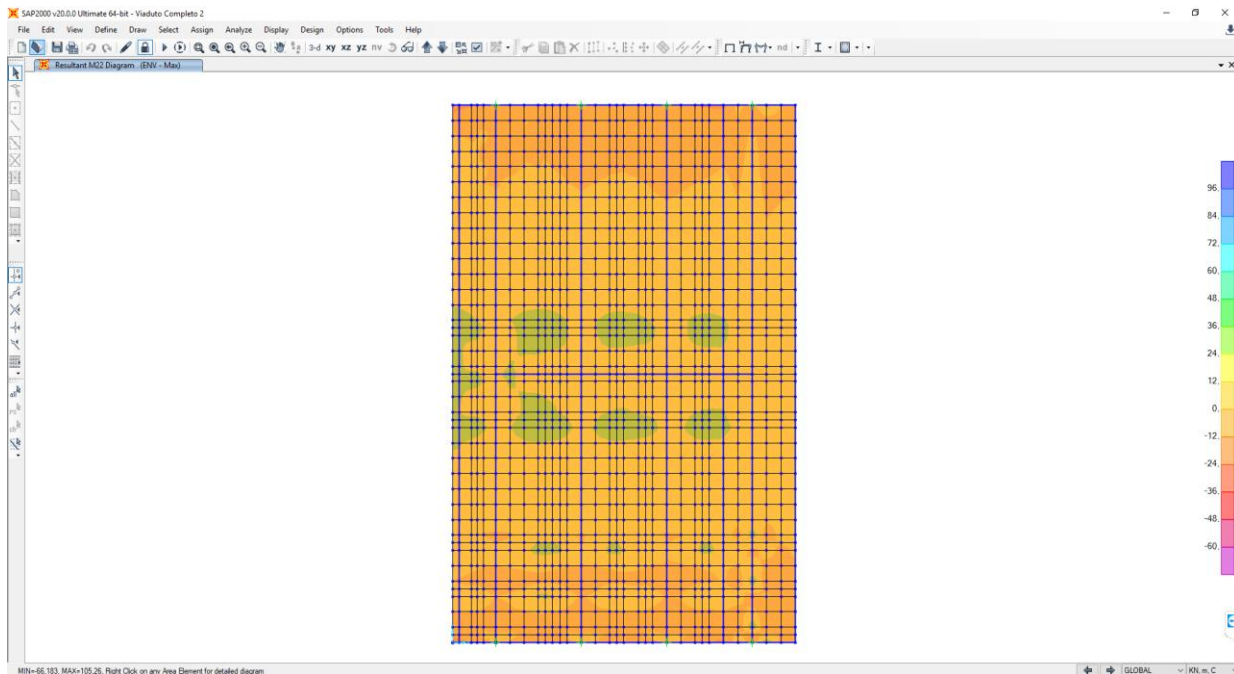 SAP2000 v20.0.0 Ultimate 64-bit - Viaduto Completo 2
File Edit View Define Draw Select Assign Analyze Display Design Options Tools Help
3-d xy xz yz nv
nd
Resultant M22 Diagram (ENV - Max)
96,
84,
72,
60,
48,
36,
24,
12,
0,
-12,
-24,
-36,
-48,
-60,
all
MIN=-66,183, MAX=105,26, Right Click on any Area Element for detailed diagram
GLOBAL
KN, m, C